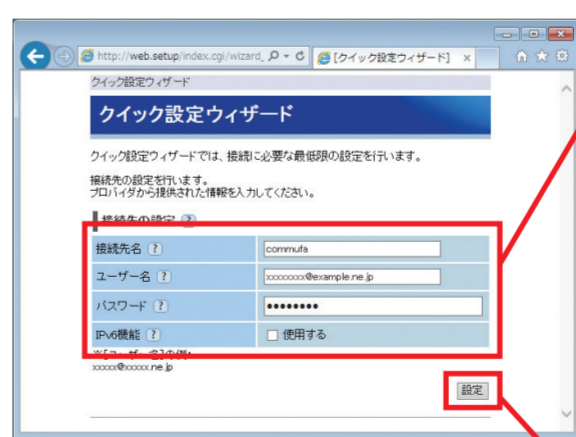 http://web.setup/index.cgi/wizard_
[クイック設定ウィザード]
クイック設定ウィザード
クイック設定ウィザード
クイック設定ウィザードでは、接続に必要な最低限の設定を行います。
接続先の設定を行います。
プロバイダから提供された情報を入力してください。
接続先の設定 ?
接続先名 ? commufa
ユーザー名 ? xxxxxxxx@example.ne.jp
パスワード ? ●●●●●●●●
IPv6機能 ? 使用する
※[ユーザー名]の例:
xxxxx@xxxxx.ne.jp
設定